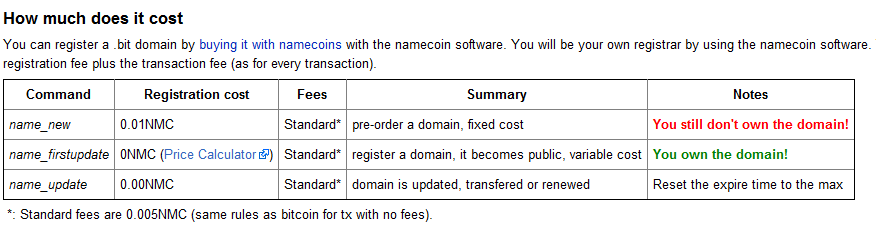 How much does it cost
You can register a .bit domain by buying it with namecoins with the namecoin software. You will be your own registrar by using the namecoin software.
registration fee plus the transaction fee (as for every transaction).
Command Registration cost Fees Summary Notes
name_new 0.01NMC Standard* pre-order a domain, fixed cost You still don't own the domain!
name_firstupdate 0NMC (Price Calculator) Standard* register a domain, it becomes public, variable cost You own the domain!
name_update 0.00NMC Standard* domain is updated, transfered or renewed Reset the expire time to the max
*: Standard fees are 0.005NMC (same rules as bitcoin for tx with no fees).